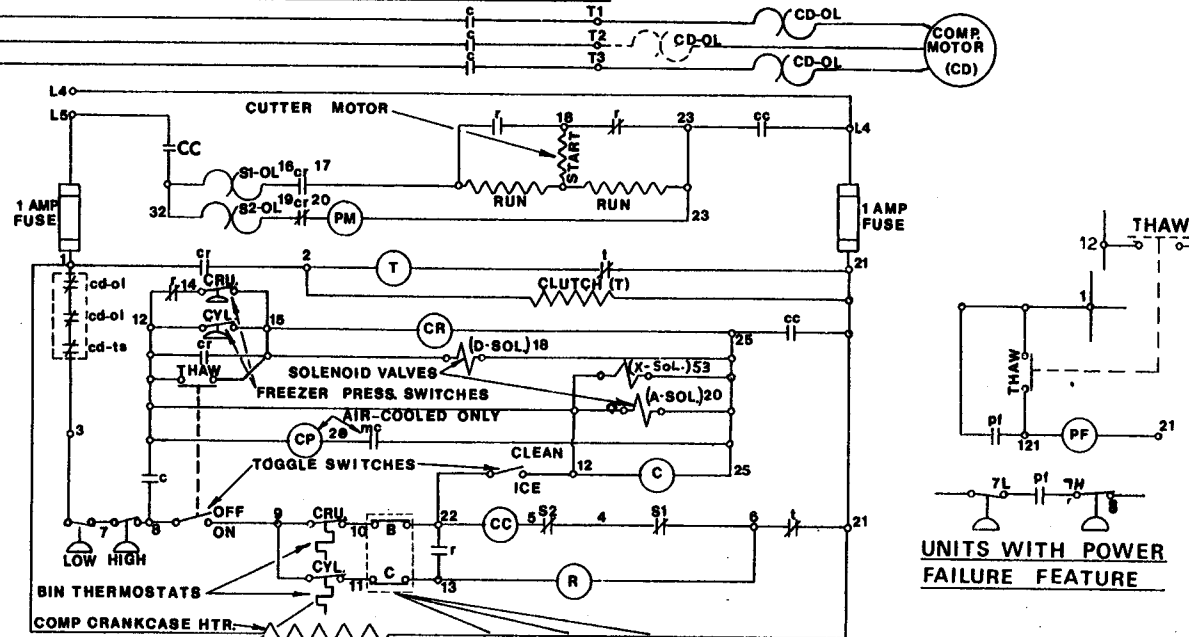 c T1 CD-OL
c T2 CD-OL
c T3 CD-OL
COMP.
MOTOR
(CD)
L4
L5
CUTTER MOTOR
r 18 r 23 cc L4
CC
START
S1-OL 16 cr 17
RUN RUN
32 S2-OL 19 cr 20 PM 23
1 AMP
FUSE
1 AMP
FUSE
1 cr 2 T t 21
CLUTCH (T)
cd-ol
cd-ol
cd-ts
r 14 CRU.
12 CYL. 15 CR cc
25
cr (D-SOL.) 18
THAW SOLENOID VALVES (X-SOL.) 53
FREEZER PRESS. SWITCHES (A-SOL.) 20
AIR-COOLED ONLY
3 CP 28 mc
CLEAN
TOGGLE SWITCHES 12 C 25
c ICE
7 8 OFF
ON
9 CRU. 10 B 22 CC 5 S2 4 S1 6 t 21
LOW HIGH
r
CYL. 11 C 13 R
BIN THERMOSTATS
COMP CRANKCASE HTR.
THAW
12
1
THAW
pf 121 PF 21
7L pf 7H 8
UNITS WITH POWER
FAILURE FEATURE